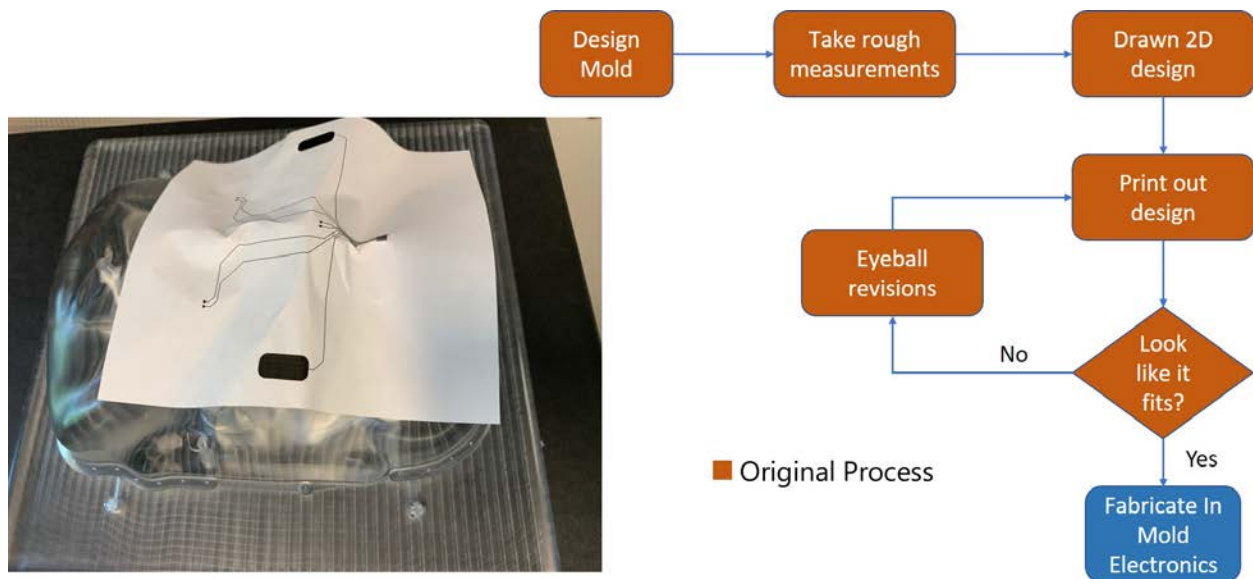 Design
Mold
Take rough
measurements
Drawn 2D
design
Print out
design
Eyeball
revisions
Look
like it
fits?
No
Yes
Original Process
Fabricate In
Mold
Electronics